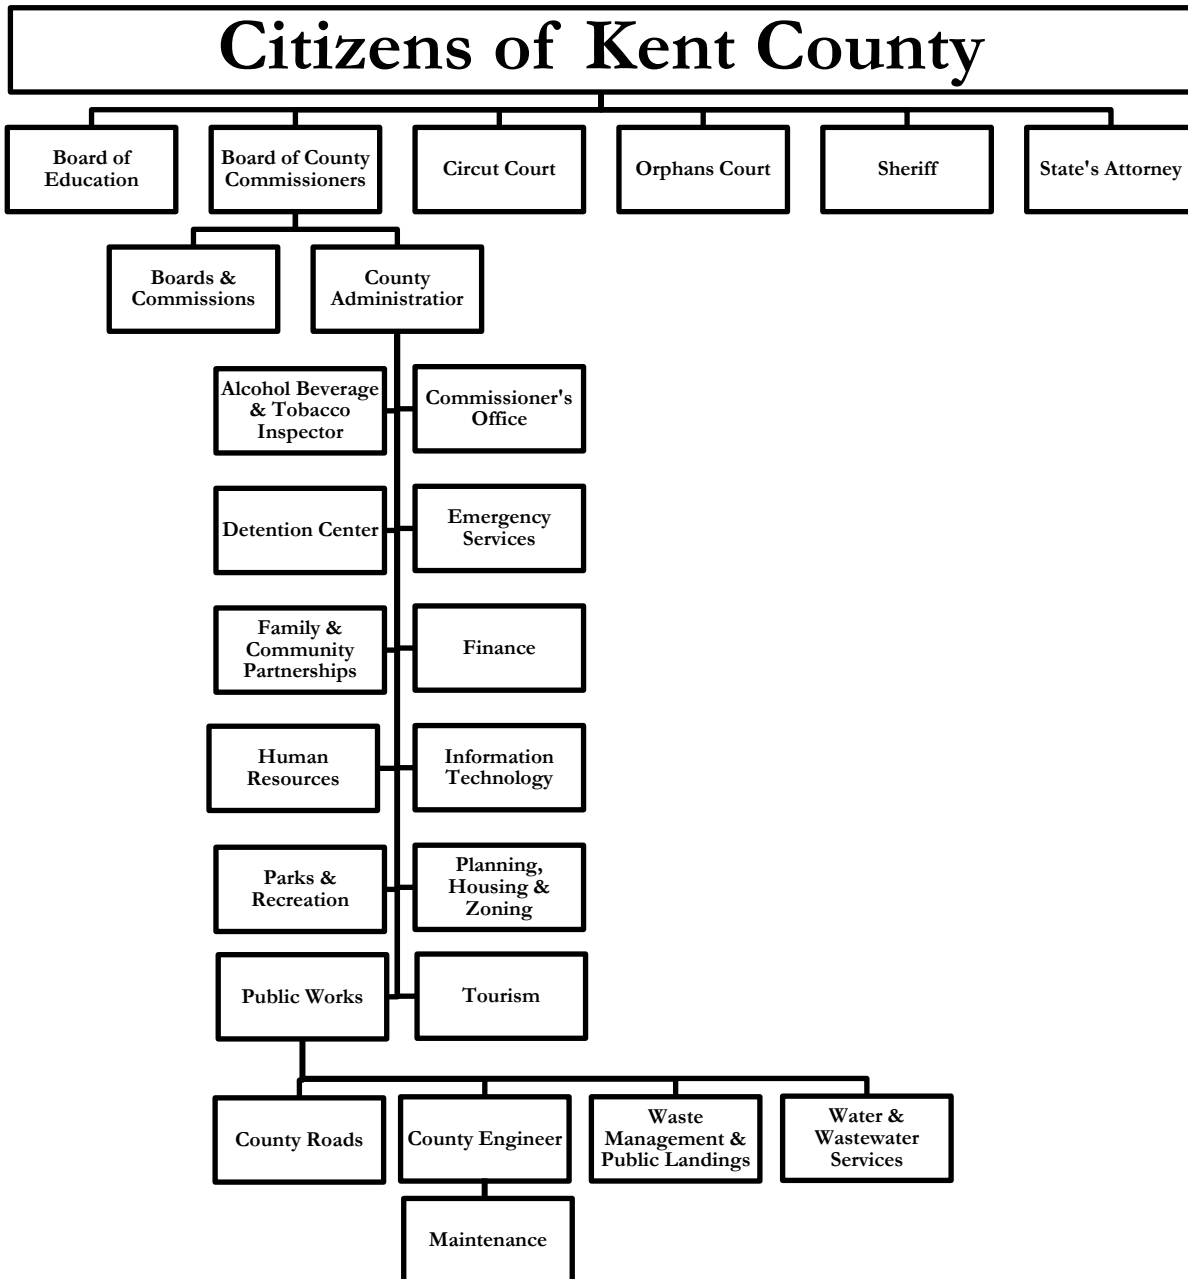 Citizens of Kent County
Board of
Education
Board of County
Commissioners
Circut Court
Orphans Court
Sheriff
State's Attorney
Boards &
Commissions
County
Administratior
Alcohol Beverage
& Tobacco
Inspector
Commissioner's
Office
Detention Center
Emergency
Services
Family &
Community
Partnerships
Finance
Human
Resources
Information
Technology
Parks &
Recreation
Planning,
Housing &
Zoning
Public Works
Tourism
County Roads
County Engineer
Waste
Management &
Public Landings
Water &
Wastewater
Services
Maintenance